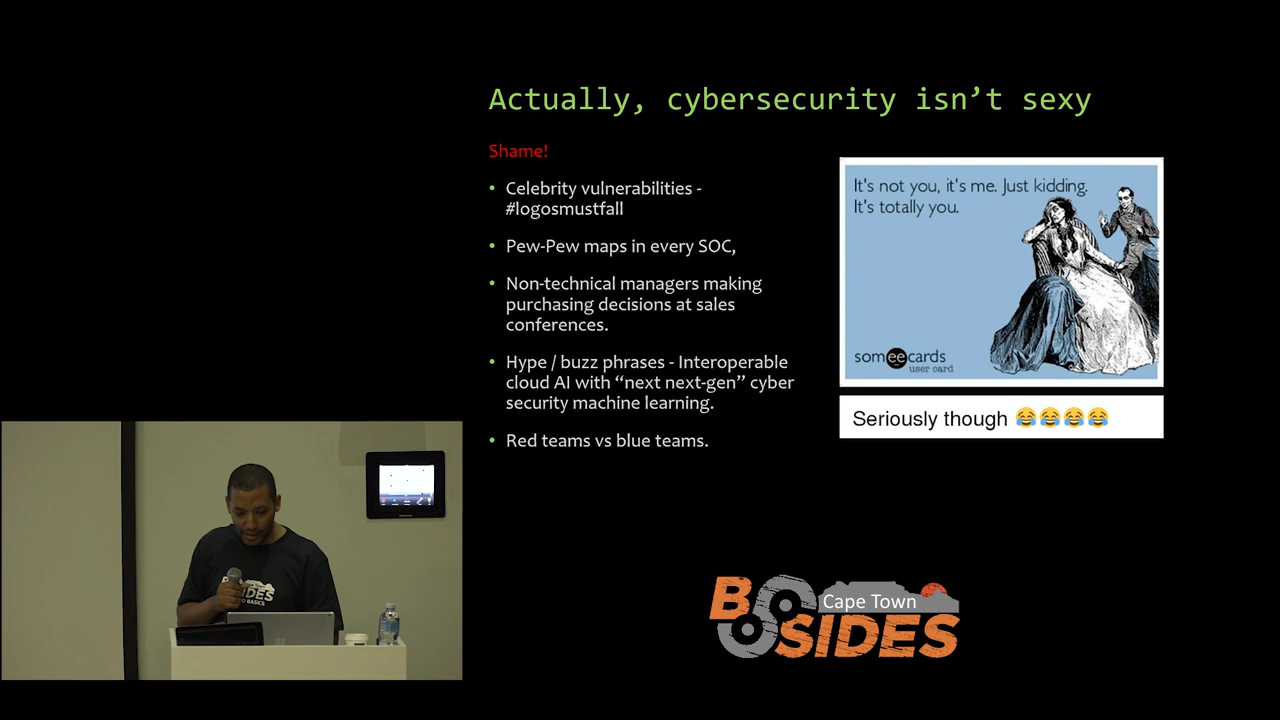 Actually, cybersecurity isn’t sexy
Shame!
• Celebrity vulnerabilities -
#logosmustfall
• Pew-Pew maps in every SOC,
• Non-technical managers making
purchasing decisions at sales
conferences.
• Hype / buzz phrases - Interoperable
cloud AI with “next next-gen” cyber
security machine learning.
• Red teams vs blue teams.
It's not you, it's me. Just kidding.
It's totally you.
someecards
user card
Seriously though 😂😂😂😂
SIDES
BASICS
BSIDES
Cape Town